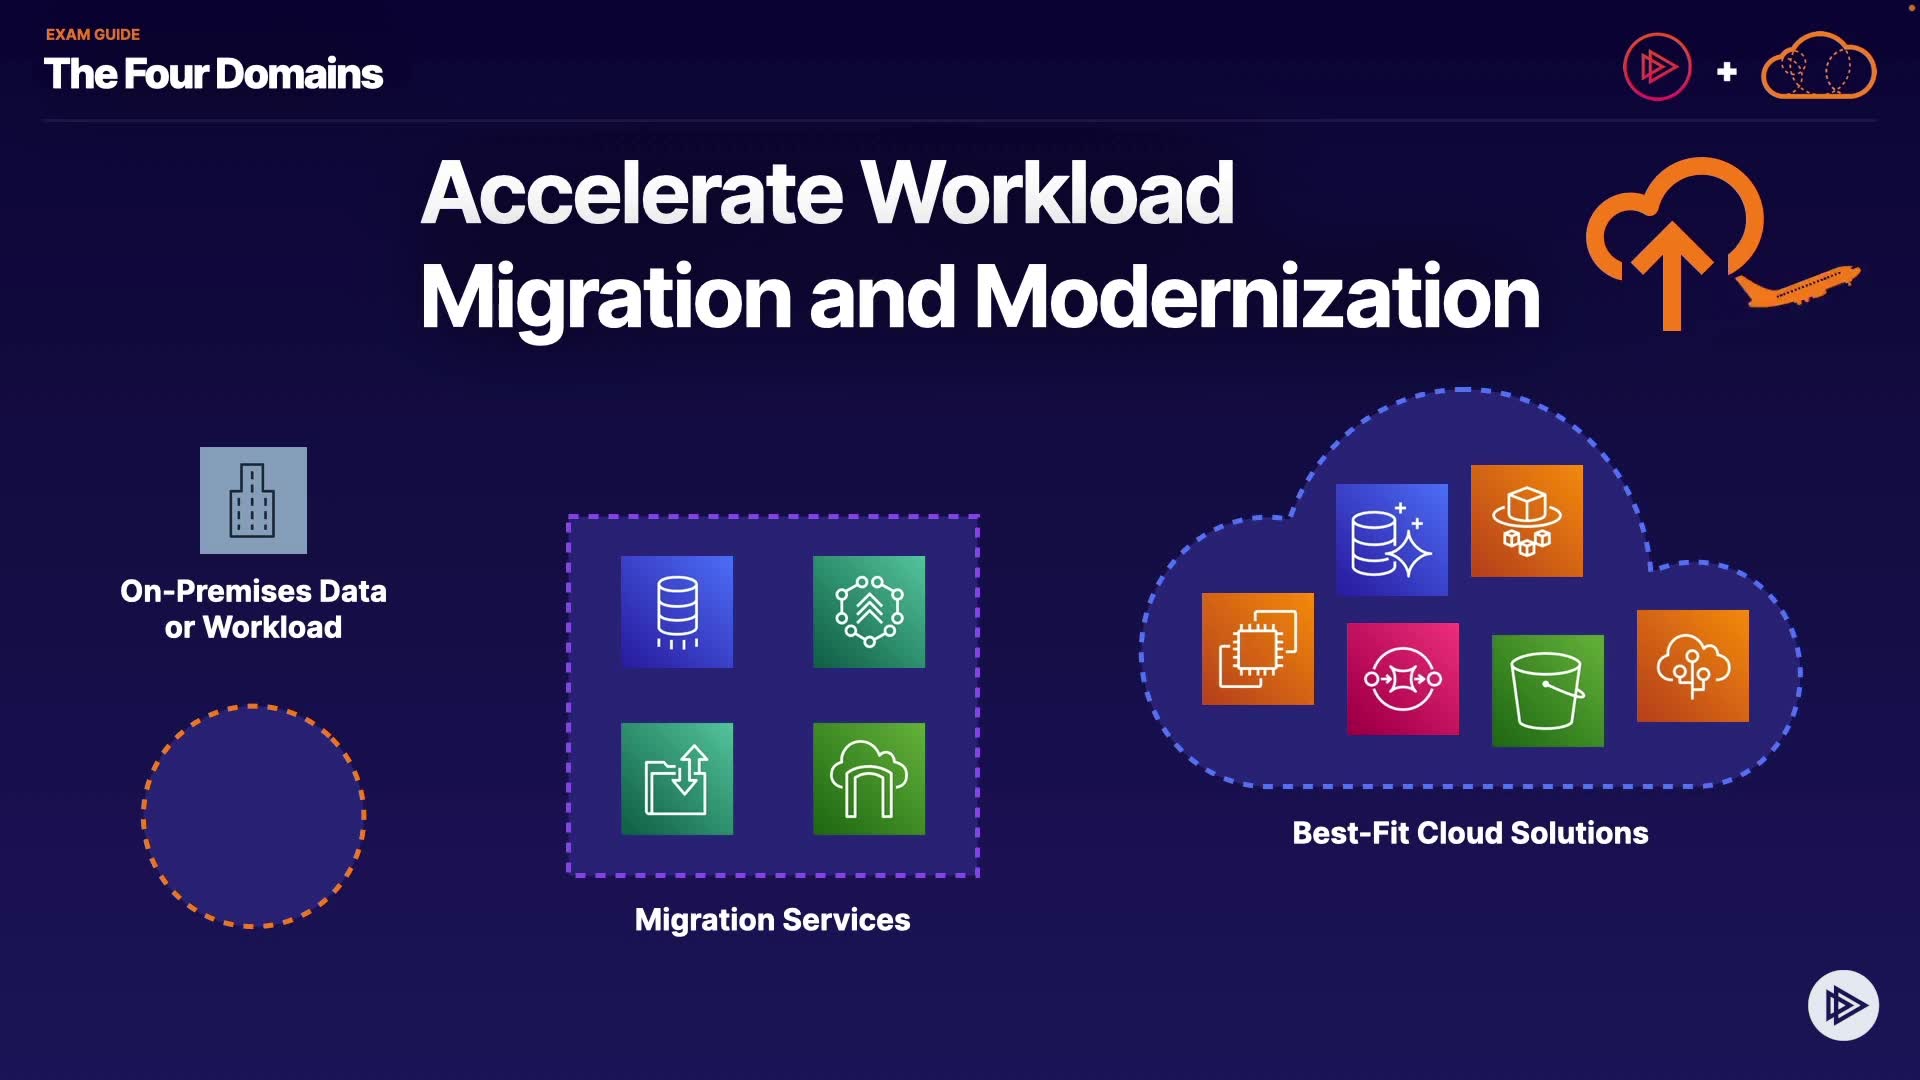 EXAM GUIDE
The Four Domains
Accelerate Workload
Migration and Modernization
On-Premises Data
or Workload
Migration Services
Best-Fit Cloud Solutions